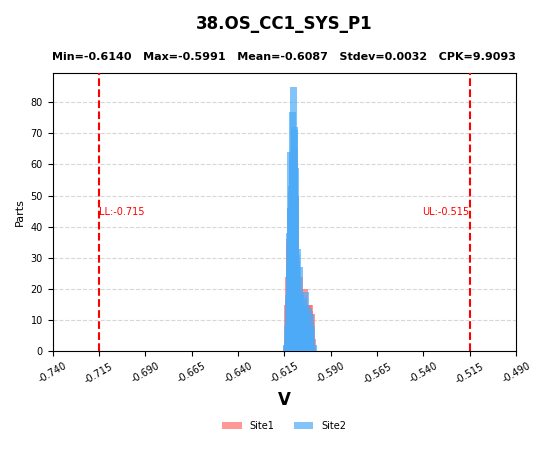 38.OS_CC1_SYS_P1
Min=-0.6140 Max=-0.5991 Mean=-0.6087 Stdev=0.0032 CPK=9.9093
Parts
80
70
60
50
40
30
20
10
0
LL:-0.715
UL:-0.515
-0.740 -0.715 -0.690 -0.665 -0.640 -0.615 -0.590 -0.565 -0.540 -0.515 -0.490
V
Site1 Site2